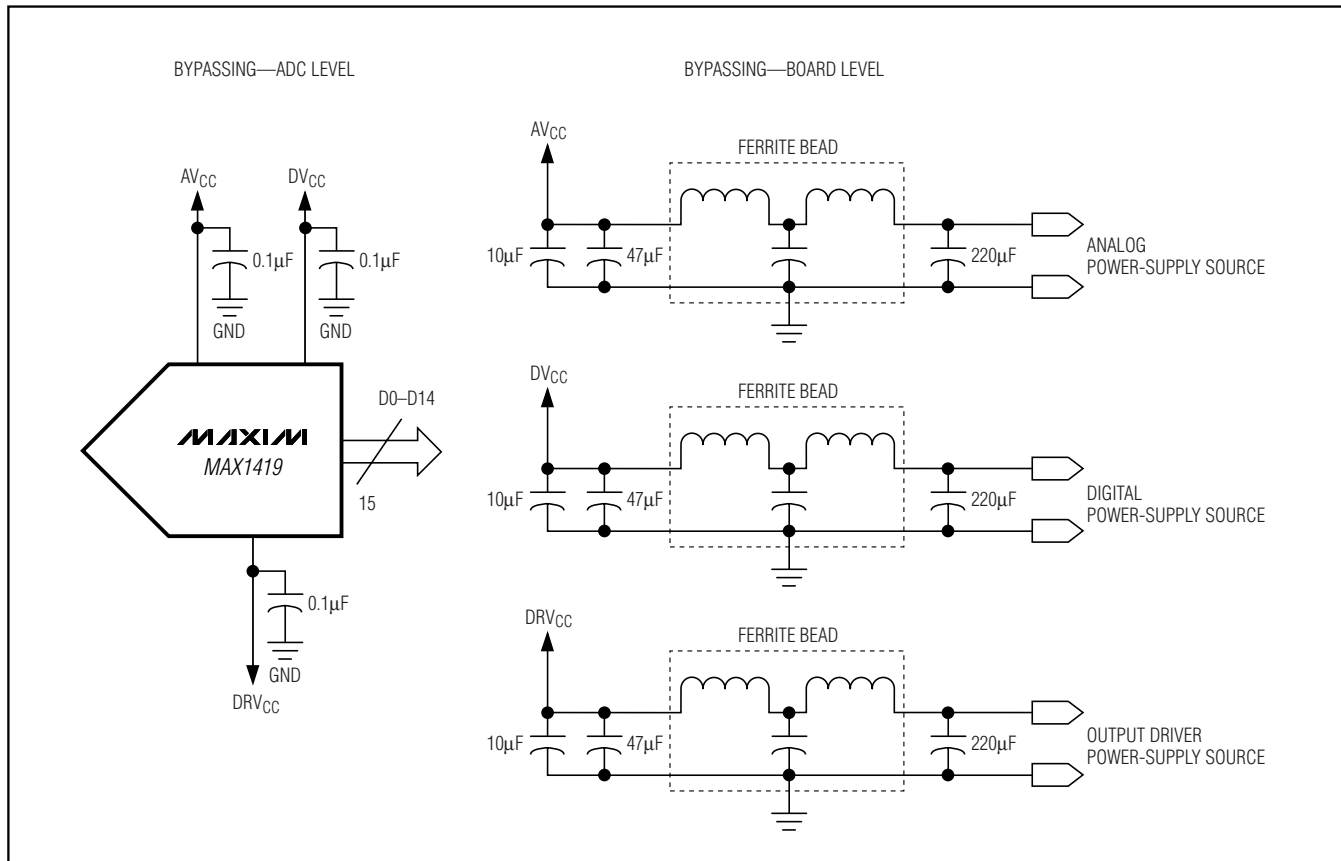 BYPASSING—ADC LEVEL
AVCC
DVCC
0.1µF
0.1µF
GND
GND
D0–D14
MAXIM
MAX1419
15
0.1µF
GND
DRVCC
BYPASSING—BOARD LEVEL
AVCC
FERRITE BEAD
10µF
47µF
220µF
ANALOG
POWER-SUPPLY SOURCE
DVCC
FERRITE BEAD
10µF
47µF
220µF
DIGITAL
POWER-SUPPLY SOURCE
DRVCC
FERRITE BEAD
10µF
47µF
220µF
OUTPUT DRIVER
POWER-SUPPLY SOURCE